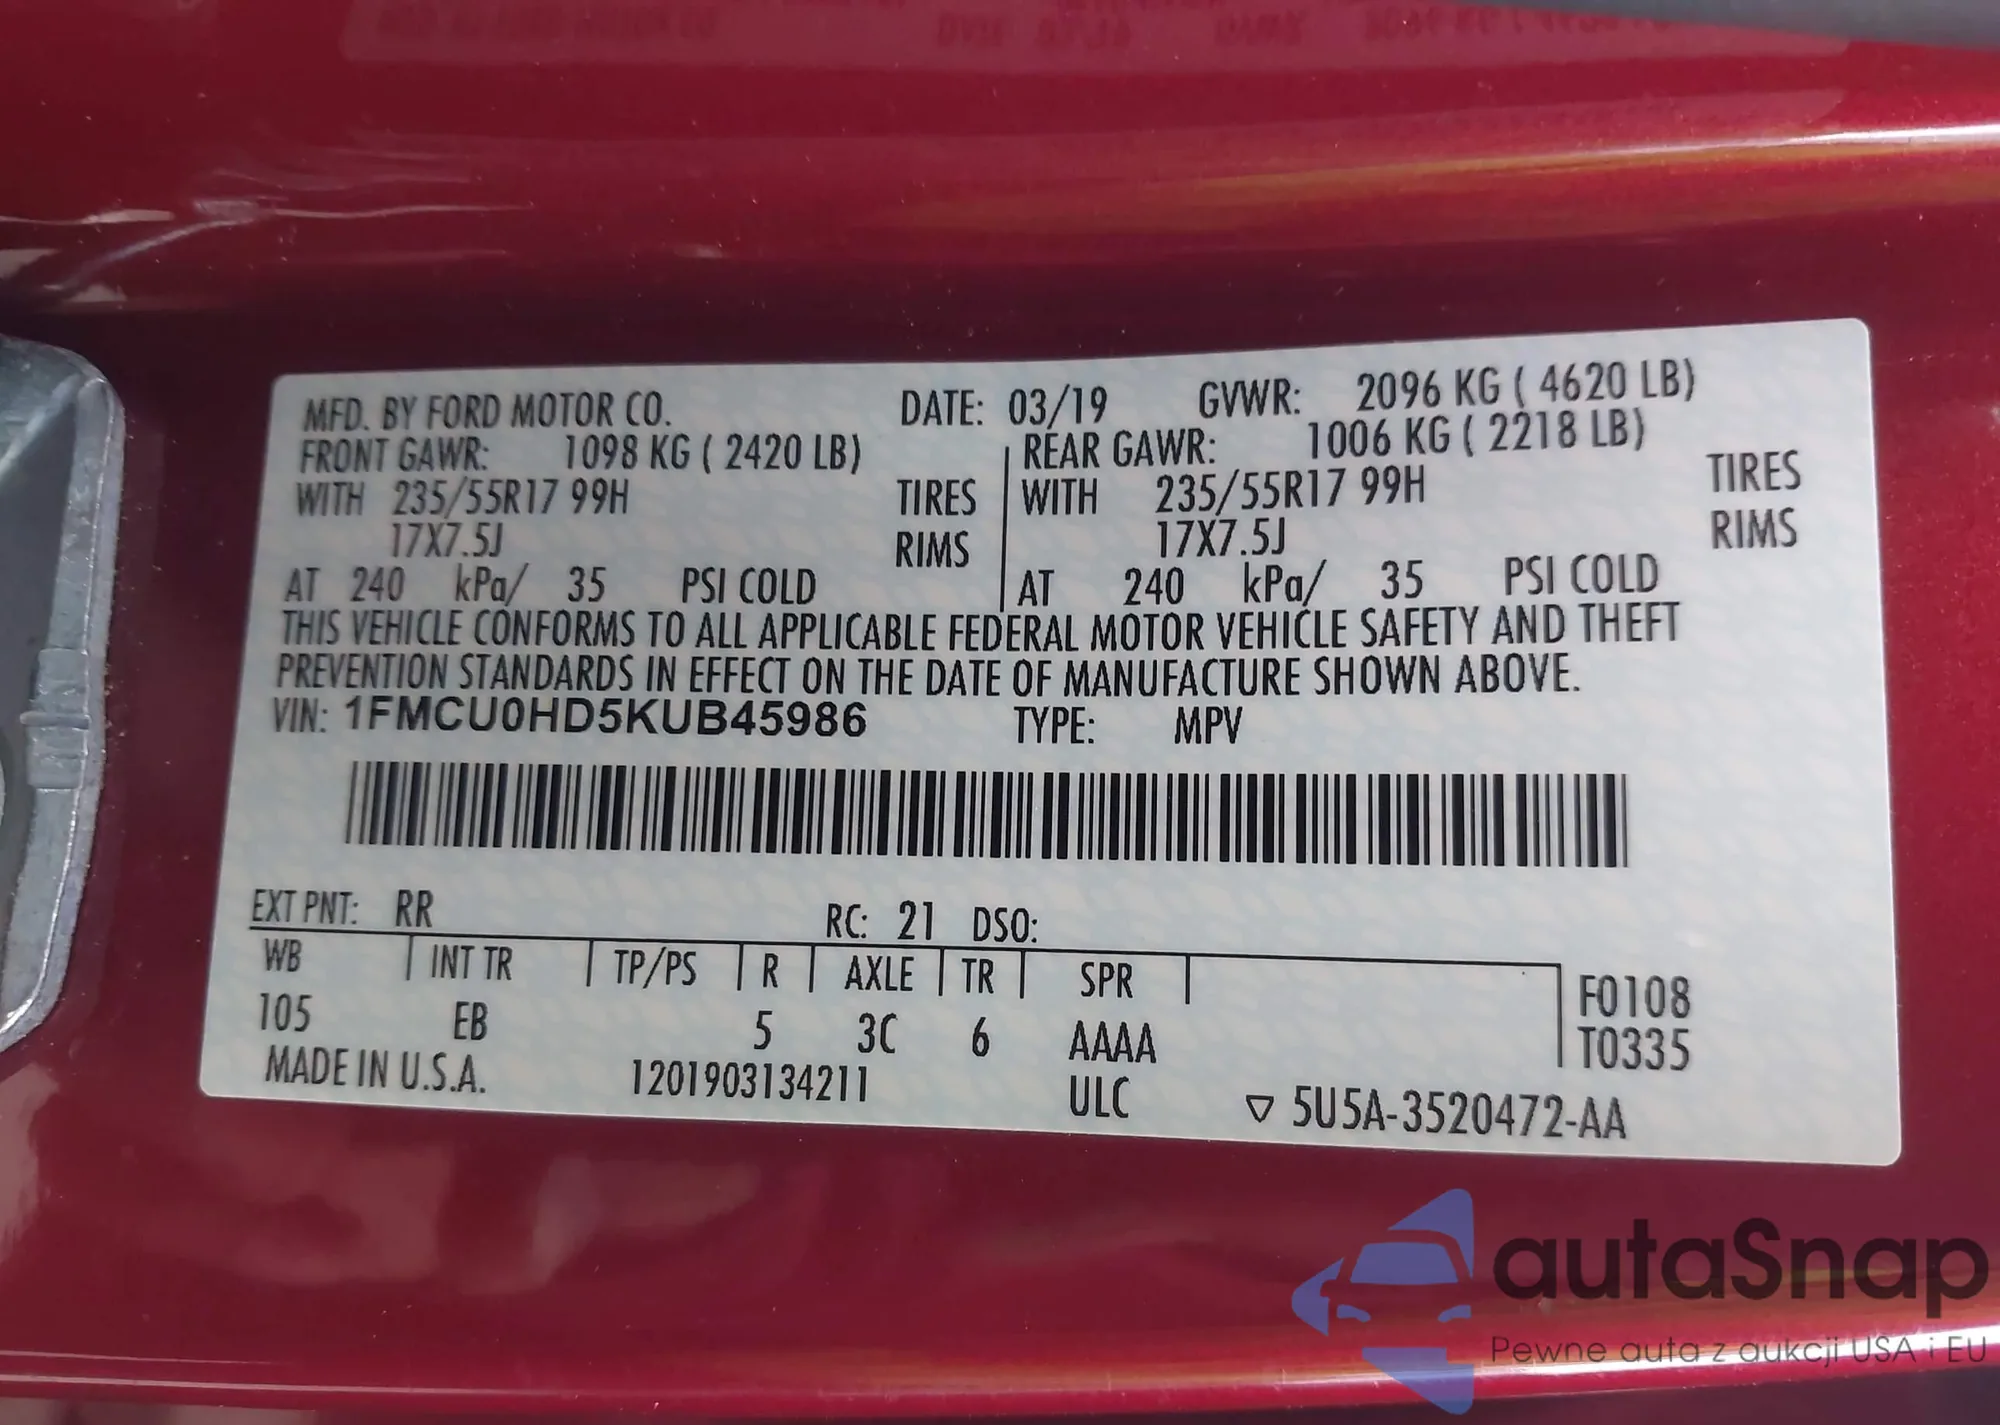 MFD. BY FORD MOTOR CO. DATE: 03/19 GVWR: 2096 KG ( 4620 LB)
FRONT GAWR: 1098 KG ( 2420 LB) REAR GAWR: 1006 KG ( 2218 LB)
WITH 235/55R17 99H TIRES WITH 235/55R17 99H TIRES
17X7.5J RIMS 17X7.5J RIMS
AT 240 kPa/ 35 PSI COLD AT 240 kPa/ 35 PSI COLD
THIS VEHICLE CONFORMS TO ALL APPLICABLE FEDERAL MOTOR VEHICLE SAFETY AND THEFT
PREVENTION STANDARDS IN EFFECT ON THE DATE OF MANUFACTURE SHOWN ABOVE.
VIN: 1FMCU0HD5KUB45986 TYPE: MPV
EXT PNT: RR RC: 21 DSO:
WB INT TR TP/PS R AXLE TR SPR F0108
105 EB 5 3C 6 AAAA T0335
MADE IN U.S.A. 1201903134211 ULC ▽ 5U5A-3520472-AA
autaSnap
Pewne auta z aukcji USA i EU